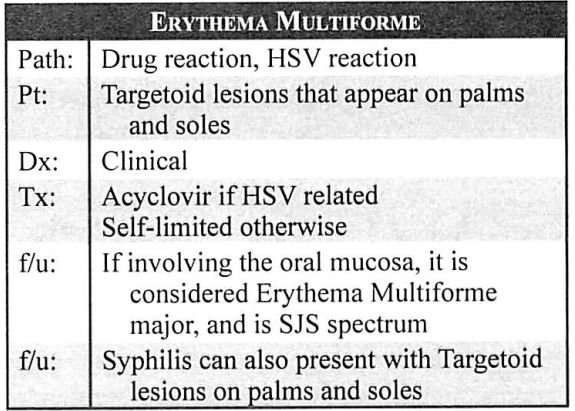 ERYTHEMA MULTIFORME
Path: Drug reaction, HSV reaction
Pt: Targetoid lesions that appear on palms
and soles
Dx: Clinical
Tx: Acyclovir if HSV related
Self-limited otherwise
f/u: If involving the oral mucosa, it is
considered Erythema Multiforme
major, and is SJS spectrum
f/u: Syphilis can also present with Targetoid
lesions on palms and soles